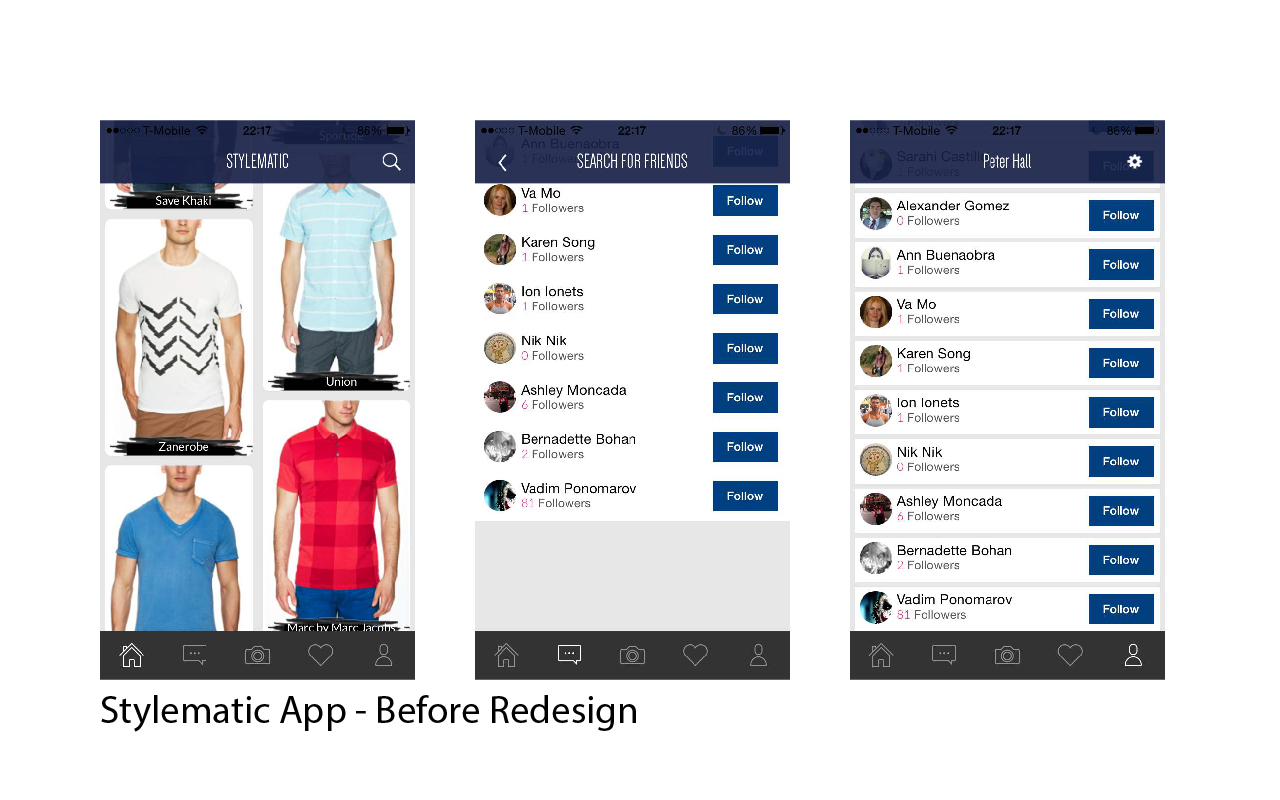 T-Mobile 22:17 86%
STYLEMATIC
Save Khaki
Union
Zanerobe
Marc by Marc Jacobs
T-Mobile 22:17 86%
Ann Buenaobra
SEARCH FOR FRIENDS
Follow
1 Followers
Va Mo
1 Followers
Follow
Karen Song
1 Followers
Follow
Ion Ionets
1 Followers
Follow
Nik Nik
0 Followers
Follow
Ashley Moncada
6 Followers
Follow
Bernadette Bohan
2 Followers
Follow
Vadim Ponomarov
81 Followers
Follow
T-Mobile 22:17 86%
Followers
Follow
Peter Hall
1 Followers
Follow
Alexander Gomez
0 Followers
Follow
Ann Buenaobra
1 Followers
Follow
Va Mo
1 Followers
Follow
Karen Song
1 Followers
Follow
Ion Ionets
1 Followers
Follow
Nik Nik
0 Followers
Follow
Ashley Moncada
6 Followers
Follow
Bernadette Bohan
2 Followers
Follow
Vadim Ponomarov
81 Followers
Follow
Stylematic App - Before Redesign